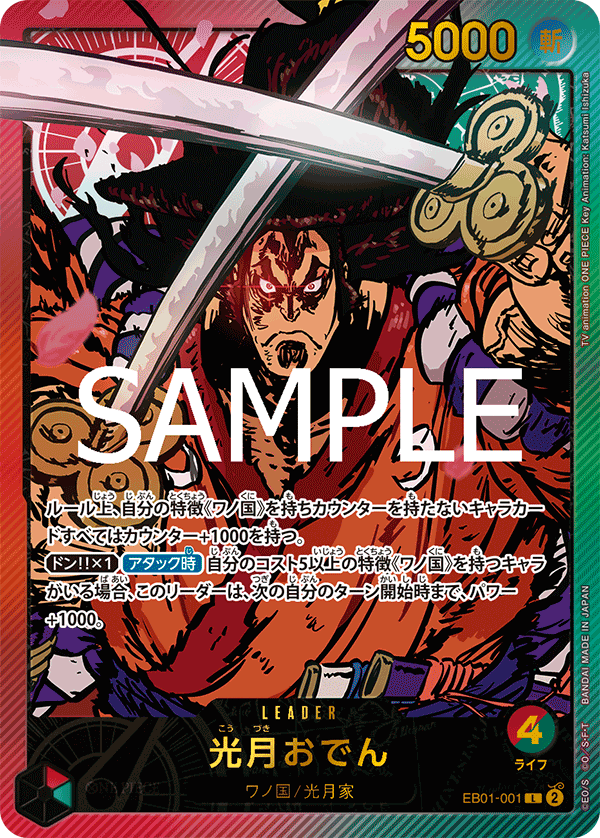 5000
斬
TV animation ONE PIECE Key Animation: Katsumi Ishizuka
SAMPLE
ルール上、自分の特徴《ワノ国》を持ちカウンターを持たないキャラカー
ドすべてはカウンター+1000を持つ。
ドン!!×1 アタック時 自分のコスト5以上の特徴《ワノ国》を持つキャラ
がいる場合、このリーダーは、次の自分のターン開始時まで、パワー
+1000。
LEADER
光月おでん
こう づき
ワノ国/光月家
4
ライフ
EB01-001 L 2
ONE PIECE
©E.O/S ©O/S・F・T BANDAI MADE IN JAPAN